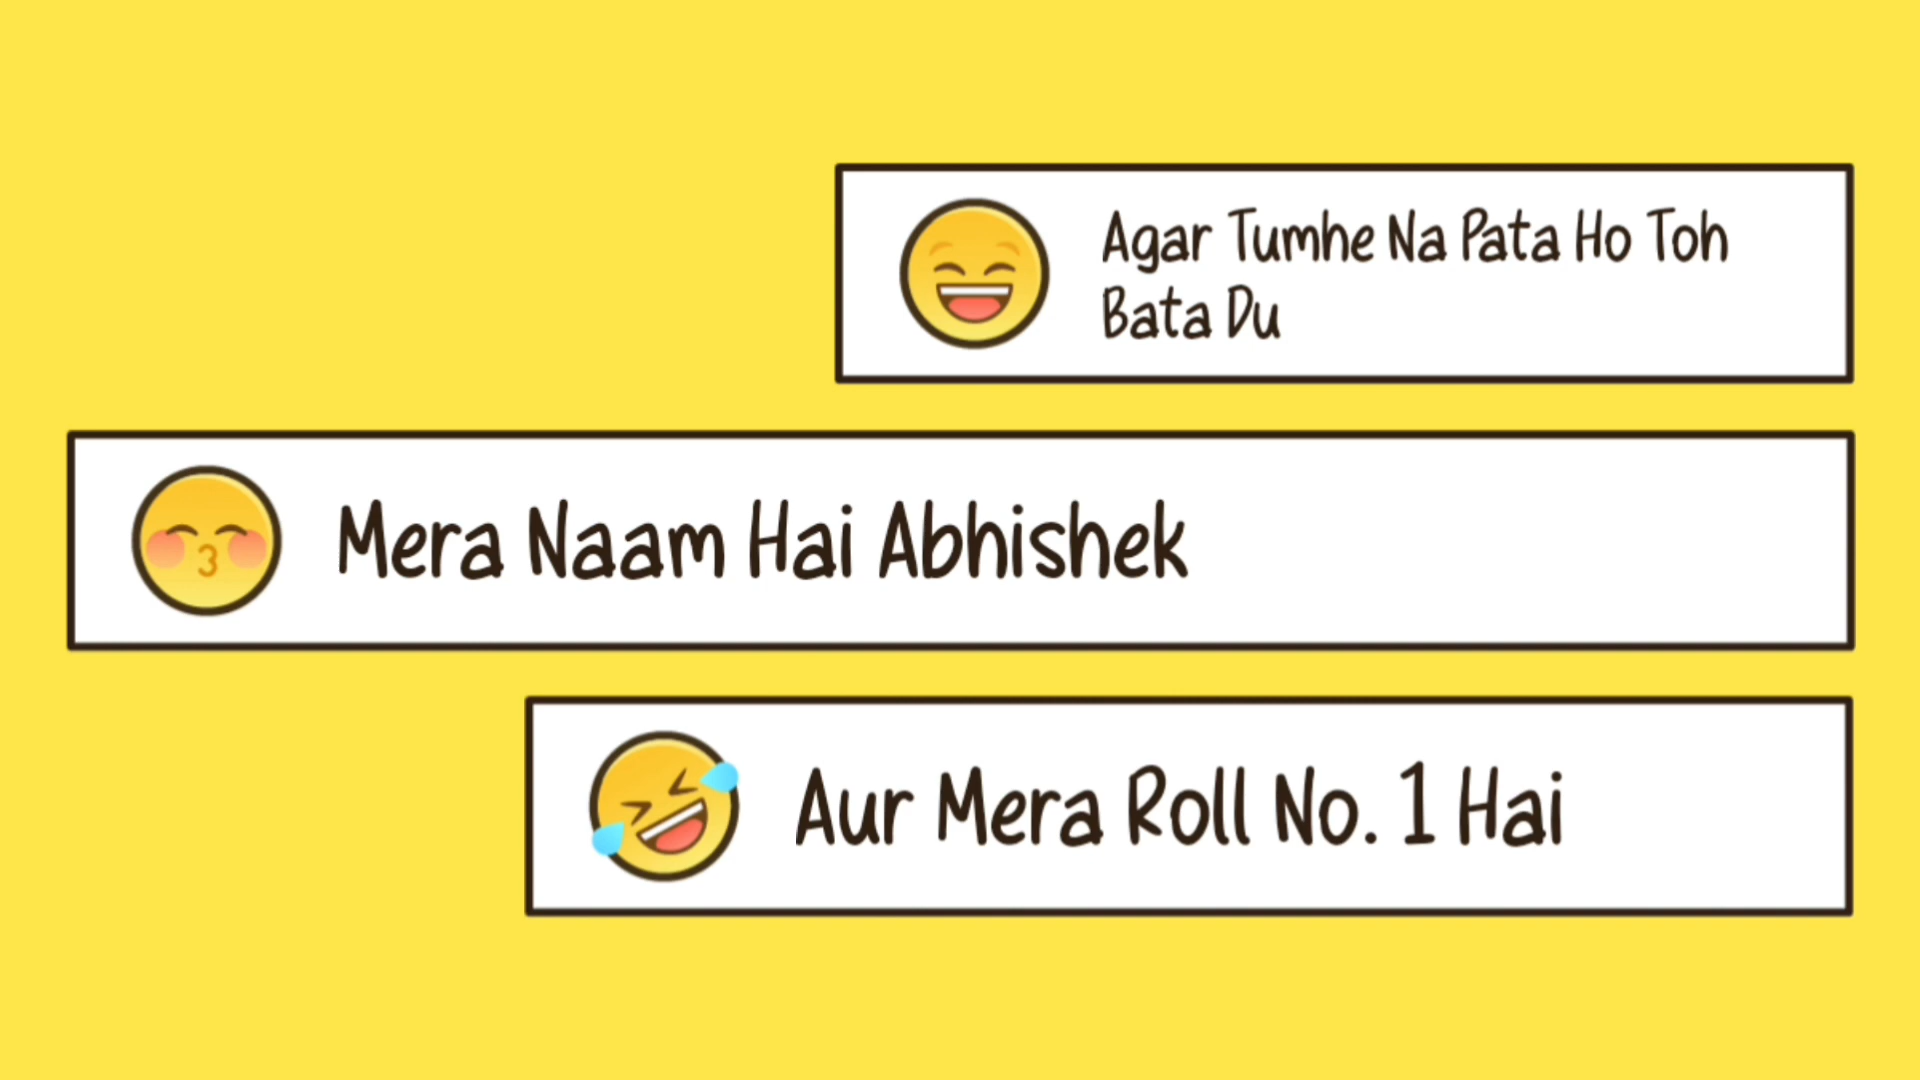 Agar Tumhe Na Pata Ho Toh
Bata Du
Mera Naam Hai Abhishek
Aur Mera Roll No. 1 Hai